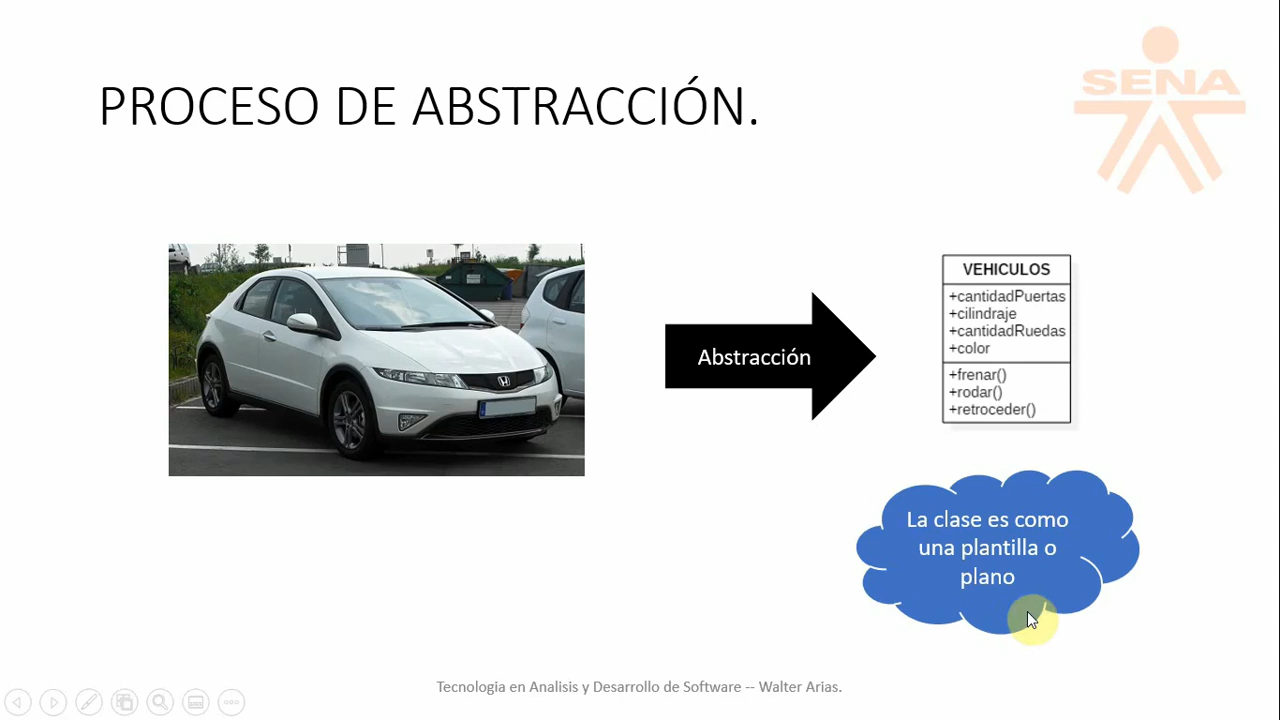 SENA
PROCESO DE ABSTRACCIÓN.
Abstracción
VEHICULOS
+cantidadPuertas
+cilindraje
+cantidadRuedas
+color
+frenar()
+rodar()
+retroceder()
La clase es como
una plantilla o
plano
Tecnologia en Analisis y Desarrollo de Software -- Walter Arias.